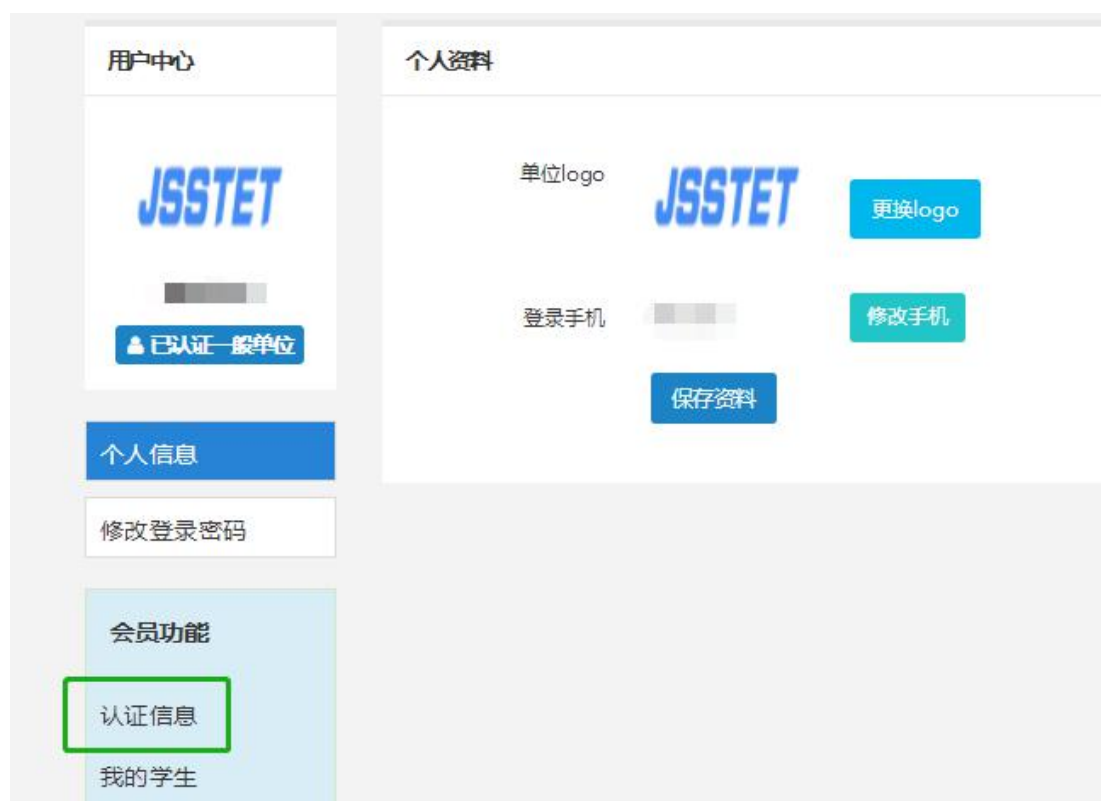 用户中心
JSSTET
已认证一般单位
个人信息
修改登录密码
会员功能
认证信息
我的学生
个人资料
单位logo
JSSTET
更换logo
登录手机
修改手机
保存资料